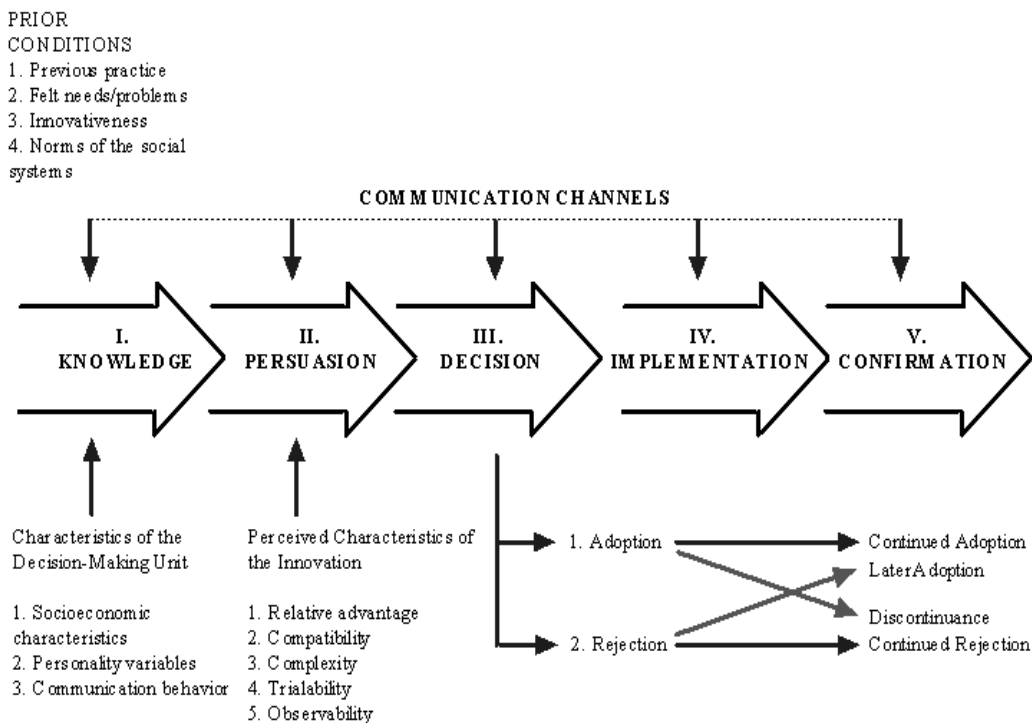 PRIOR
CONDITIONS
1. Previous practice
2. Felt needs/problems
3. Innovativeness
4. Norms of the social
systems
COMMUNICATION CHANNELS
I.
KNOWLEDGE
II.
PERSUASION
III.
DECISION
IV.
IMPLEMENTATION
V.
CONFIRMATION
Characteristics of the
Decision-Making Unit
1. Socioeconomic
characteristics
2. Personality variables
3. Communication behavior
Perceived Characteristics of
the Innovation
1. Relative advantage
2. Compatibility
3. Complexity
4. Trialability
5. Observability
1. Adoption
2. Rejection
Continued Adoption
Later Adoption
Discontinuance
Continued Rejection